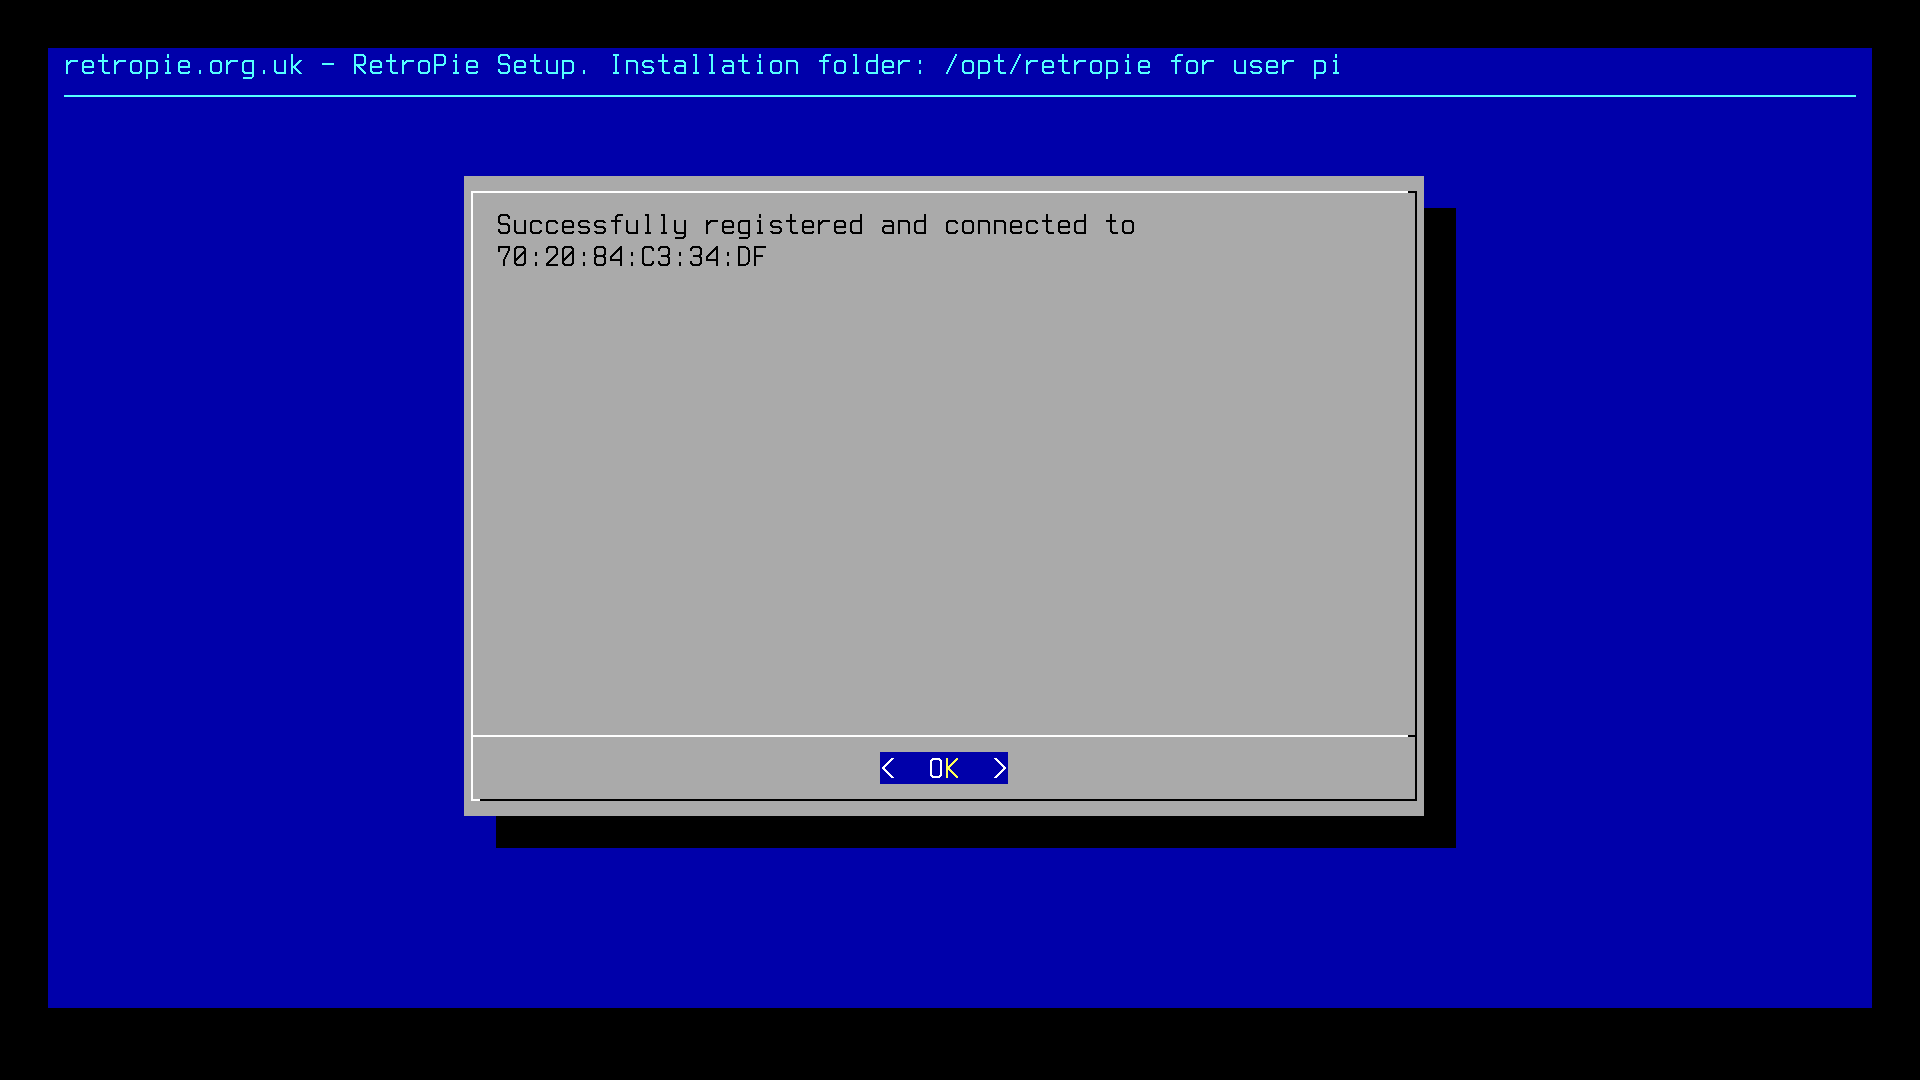 retropie.org.uk - RetroPie Setup. Installation folder: /opt/retropie for user pi
Successfully registered and connected to
70:20:84:C3:34:DF
< OK >